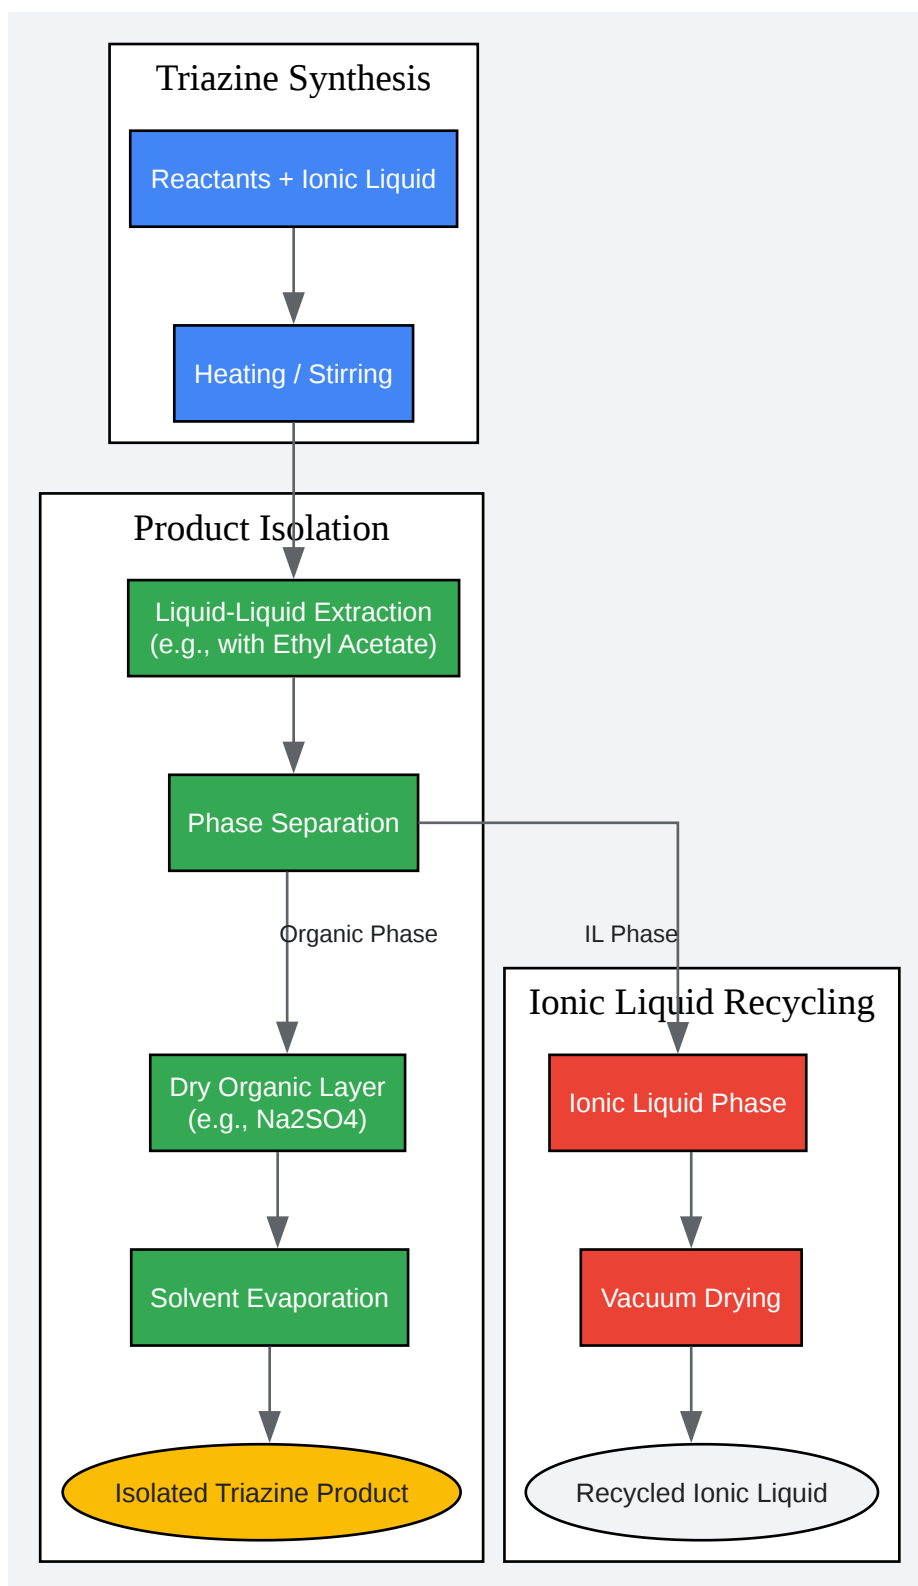 Triazine Synthesis
Reactants + Ionic Liquid
Heating / Stirring
Product Isolation
Liquid-Liquid Extraction
(e.g., with Ethyl Acetate)
Phase Separation
Organic Phase
IL Phase
Ionic Liquid Recycling
Dry Organic Layer
(e.g., Na2SO4)
Ionic Liquid Phase
Solvent Evaporation
Vacuum Drying
Isolated Triazine Product
Recycled Ionic Liquid